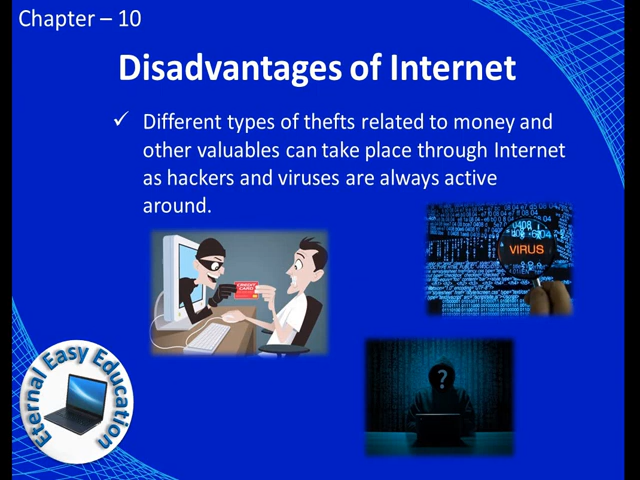 Chapter – 10
Disadvantages of Internet
✓ Different types of thefts related to money and
other valuables can take place through Internet
as hackers and viruses are always active
around.
CREDIT
CARD
VIRUS
?
Eternal Easy Education